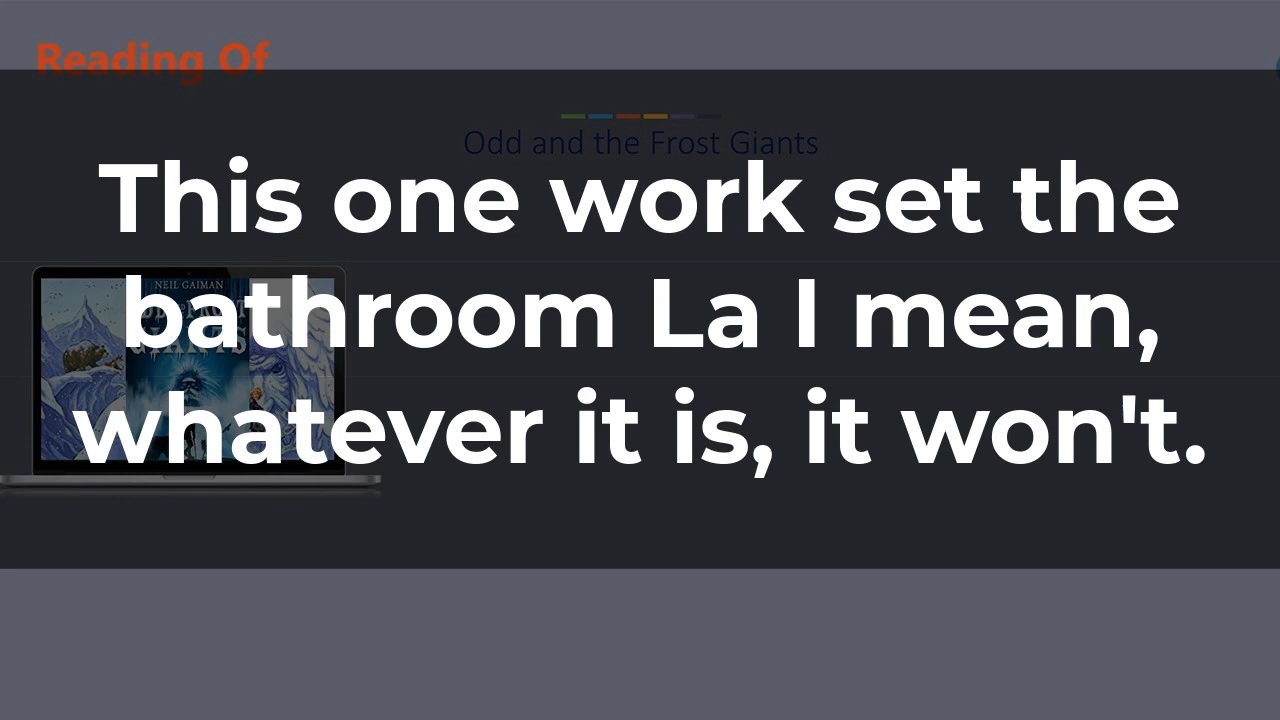 Reading Of
Odd and the Frost Giants
This one work set the
bathroom La I mean,
whatever it is, it won't.
NEIL GAIMAN